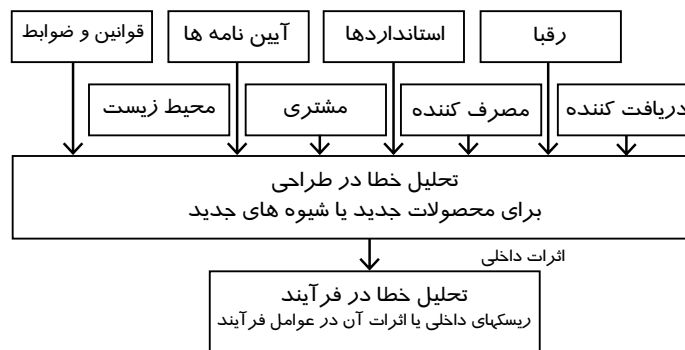 قوانین و ضوابط
آیین نامه ها
استانداردها
رقبا
محیط زیست
مشتری
مصرف کننده
دریافت کننده
تحلیل خطا در طراحی
برای محصولات جدید یا شیوه های جدید
اثرات داخلی
تحلیل خطا در فرآیند
ریسکهای داخلی یا اثرات آن در عوامل فرآیند